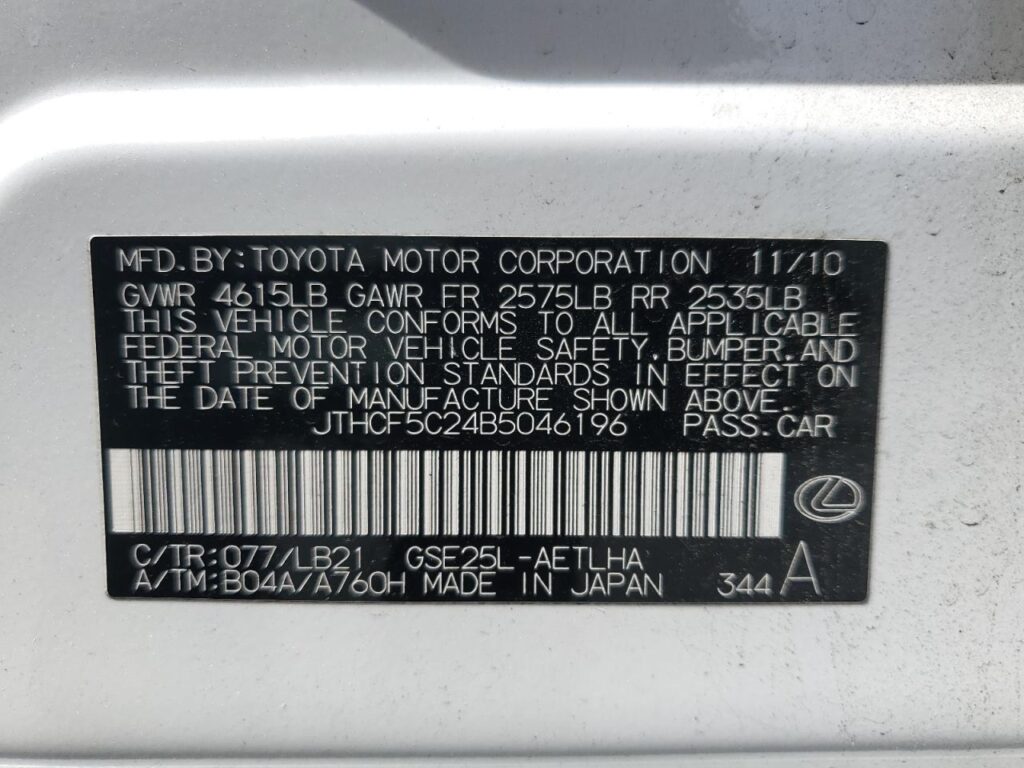 MFD.BY:TOYOTA MOTOR CORPORATION 11/10
GVWR 4615LB GAWR FR 2575LB RR 2535LB
THIS VEHICLE CONFORMS TO ALL APPLICABLE
FEDERAL MOTOR VEHICLE SAFETY.BUMPER.AND
THEFT PREVENTION STANDARDS IN EFFECT ON
THE DATE OF MANUFACTURE SHOWN ABOVE.
JTHCF5C24B5046196 PASS.CAR
C/TR:077/LB21 GSE25L-AETLHA
A/TM:B04A/A760H MADE IN JAPAN 344 A